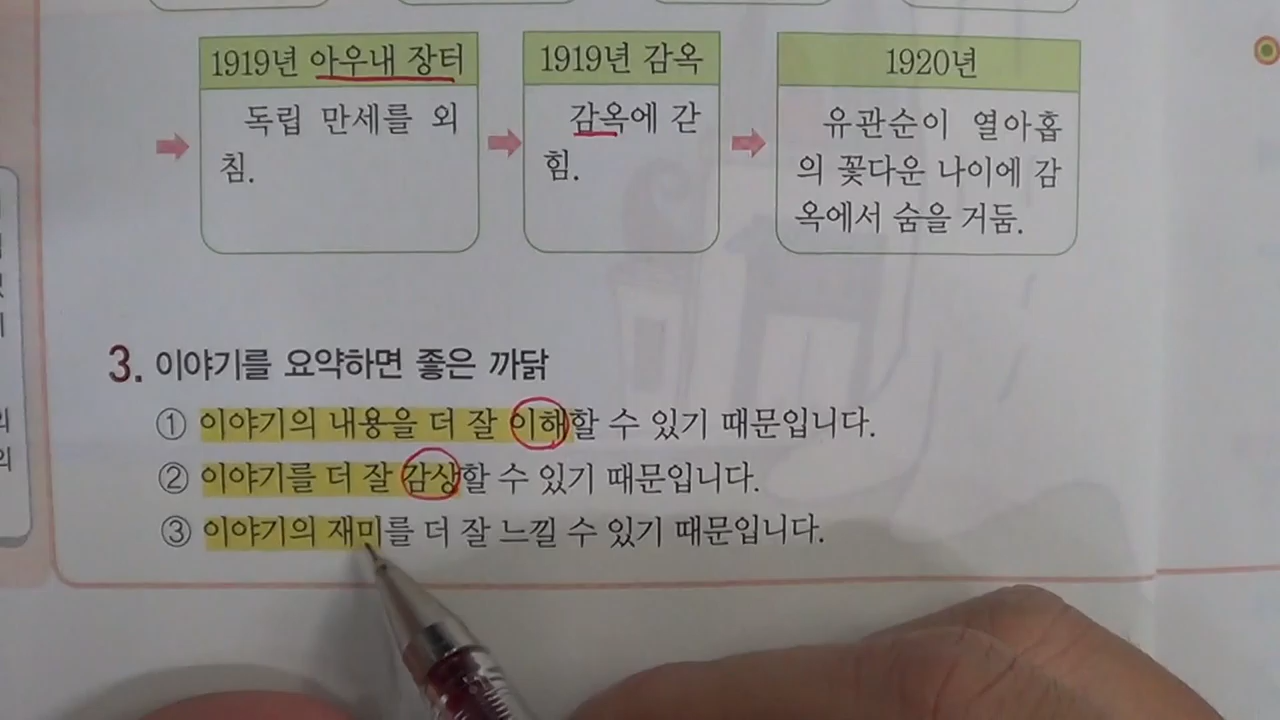 1919년 아우내 장터
독립 만세를 외
침.
1919년 감옥
감옥에 갇
힘.
1920년
유관순이 열아홉
의 꽃다운 나이에 감
옥에서 숨을 거둠.
3. 이야기를 요약하면 좋은 까닭
① 이야기의 내용을 더 잘 이해할 수 있기 때문입니다.
② 이야기를 더 잘 감상할 수 있기 때문입니다.
③ 이야기의 재미를 더 잘 느낄 수 있기 때문입니다.